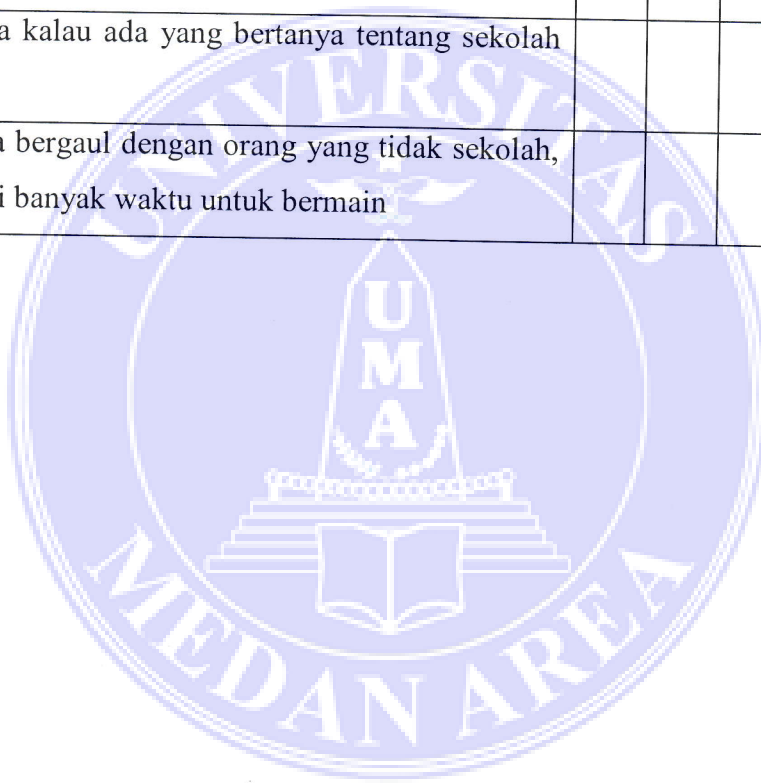 a kalau ada yang bertanya tentang sekolah
a bergaul dengan orang yang tidak sekolah,
i banyak waktu untuk bermain
UNIVERSITAS
U
M
A
MEDAN AREA